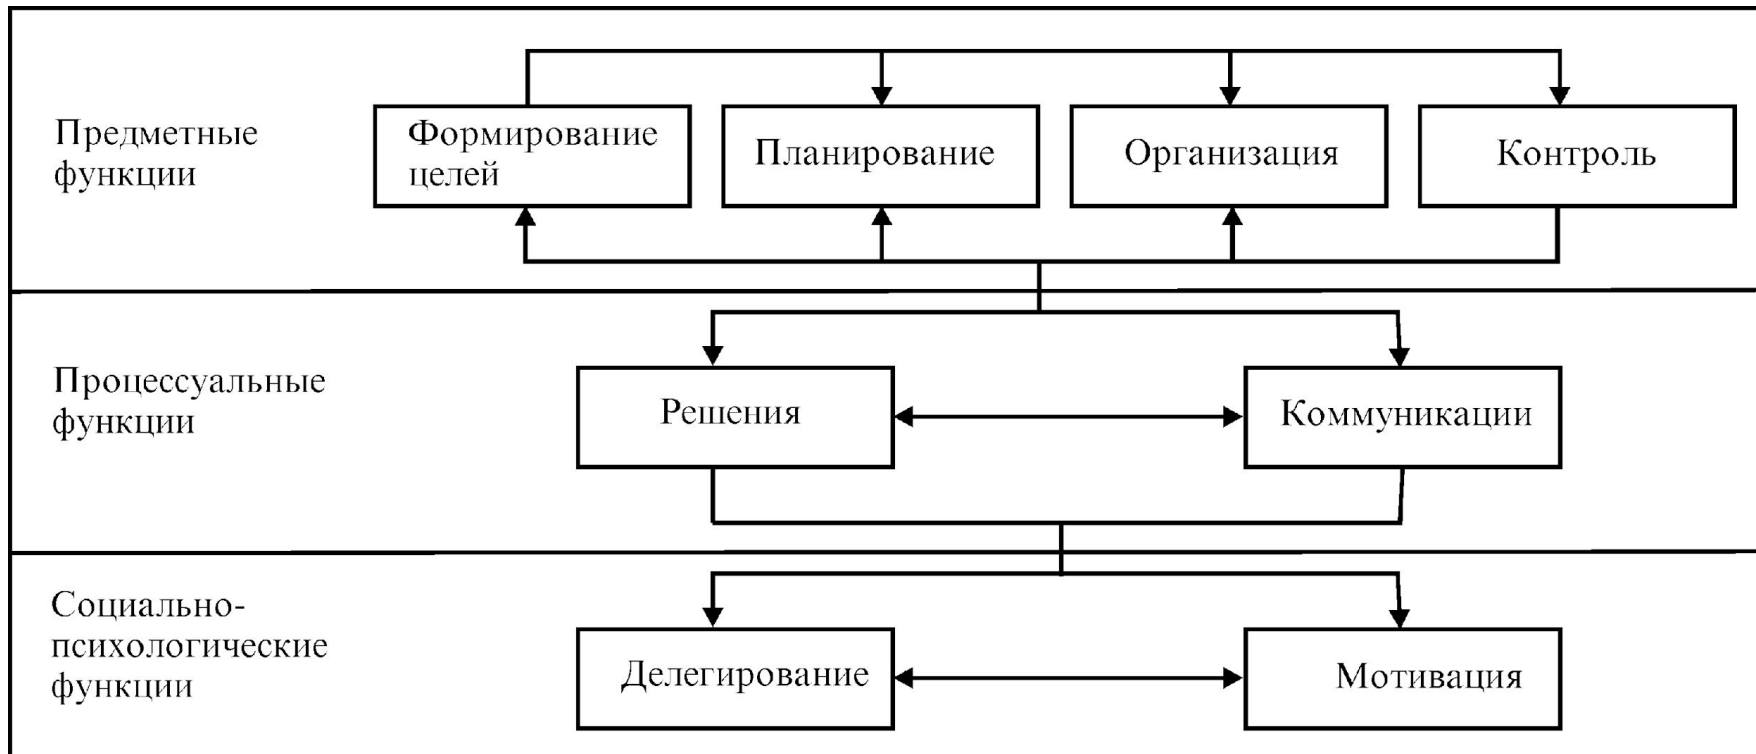 Предметные
функции
Формирование
целей
Планирование
Организация
Контроль
Процессуальные
функции
Решения
Коммуникации
Социально-
психологические
функции
Делегирование
Мотивация